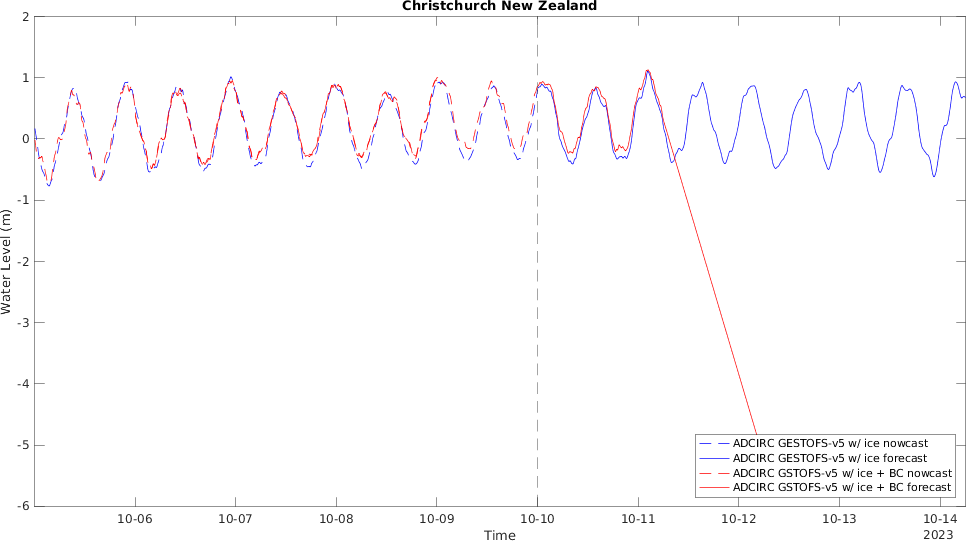 Christchurch New Zealand
2
1
0
-1
-2
-3
-4
-5
-6
Water Level (m)
ADCIRC GESTOFS-v5 w/ ice nowcast
ADCIRC GESTOFS-v5 w/ ice forecast
ADCIRC GSTOFS-v5 w/ ice + BC nowcast
ADCIRC GSTOFS-v5 w/ ice + BC forecast
10-06 10-07 10-08 10-09 10-10 10-11 10-12 10-13 10-14
Time
2023